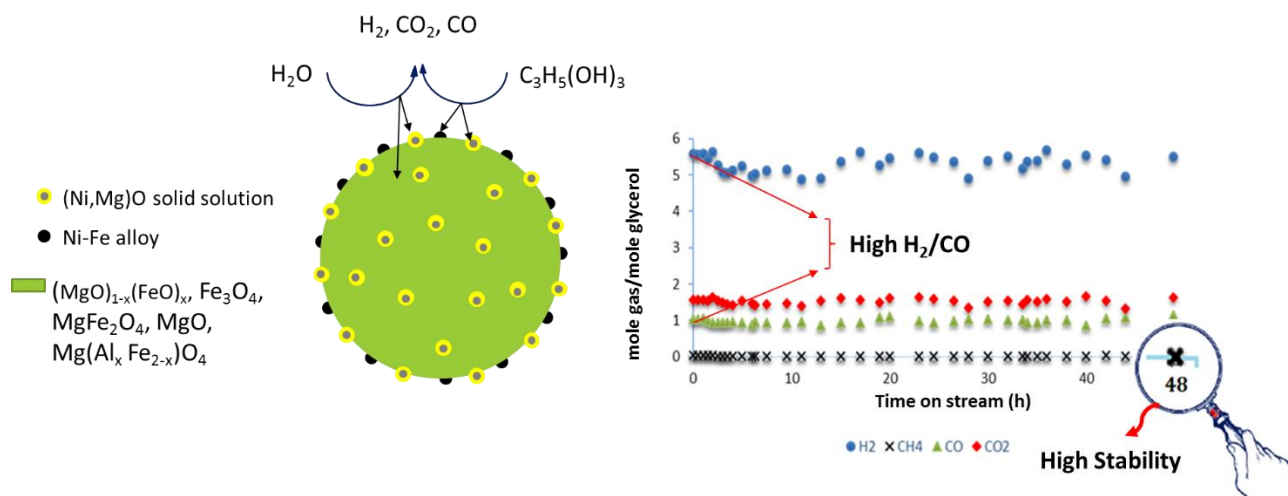 H₂, CO₂, CO
H₂O
C₃H₅(OH)₃
(Ni,Mg)O solid solution
Ni-Fe alloy
(MgO)₁₋ₓ(FeO)ₓ, Fe₃O₄,
MgFe₂O₄, MgO,
Mg(Alₓ Fe₂₋ₓ)O₄
mole gas/mole glycerol
6
5
4
3
2
1
0
High H₂/CO
0
10
20
30
40
48
Time on stream (h)
H2
CH4
CO
CO2
High Stability